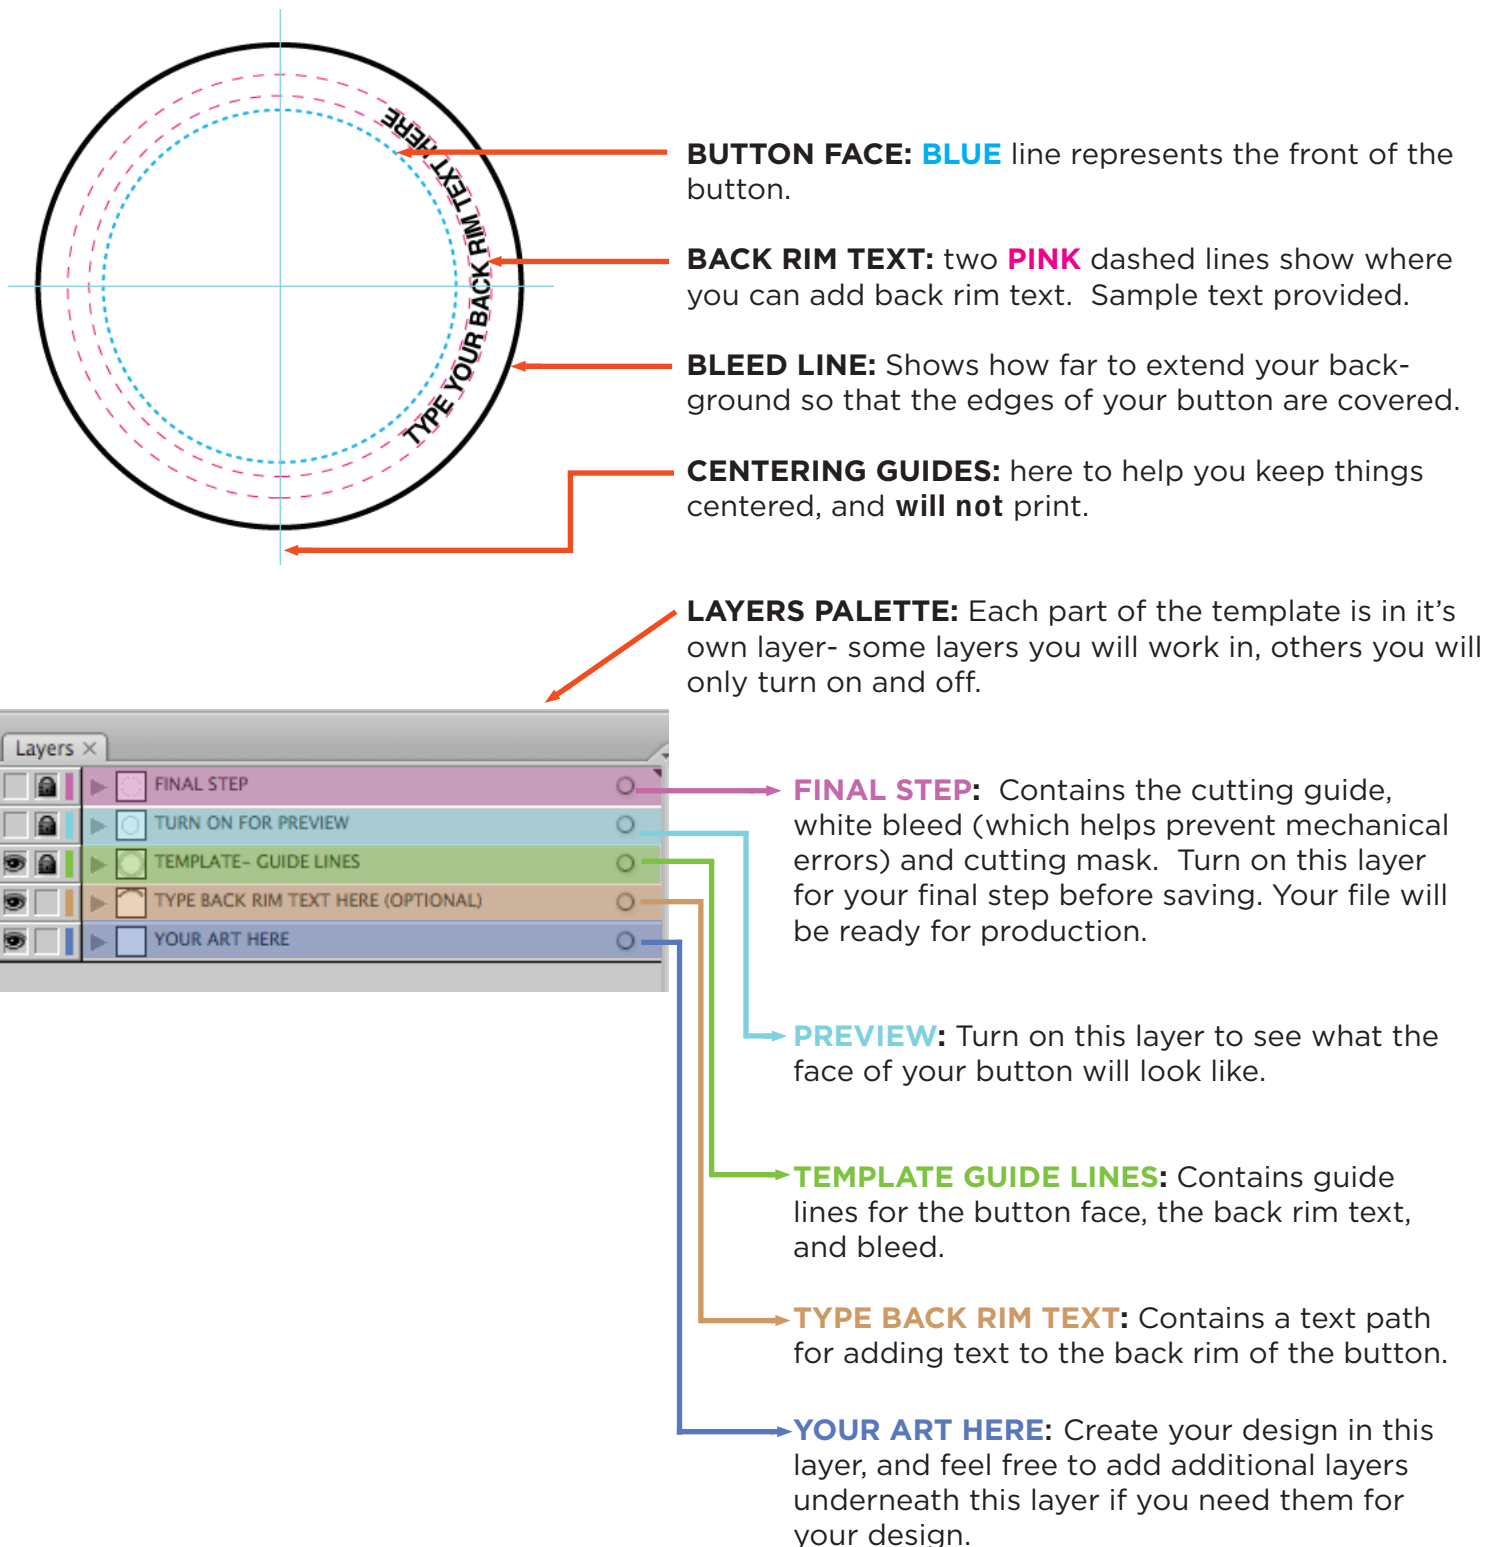 TYPE YOUR BACK RIM TEXT HERE
BUTTON FACE: BLUE line represents the front of the
button.
BACK RIM TEXT: two PINK dashed lines show where
you can add back rim text.  Sample text provided.
BLEED LINE: Shows how far to extend your back-
ground so that the edges of your button are covered.
CENTERING GUIDES: here to help you keep things
centered, and will not print.
LAYERS PALETTE: Each part of the template is in it’s
own layer- some layers you will work in, others you will
only turn on and off.
Layers ×
FINAL STEP
TURN ON FOR PREVIEW
TEMPLATE- GUIDE LINES
TYPE BACK RIM TEXT HERE (OPTIONAL)
YOUR ART HERE
FINAL STEP:  Contains the cutting guide,
white bleed (which helps prevent mechanical
errors) and cutting mask.  Turn on this layer
for your final step before saving. Your file will
be ready for production.
PREVIEW: Turn on this layer to see what the
face of your button will look like.
TEMPLATE GUIDE LINES: Contains guide
lines for the button face, the back rim text,
and bleed.
TYPE BACK RIM TEXT: Contains a text path
for adding text to the back rim of the button.
YOUR ART HERE: Create your design in this
layer, and feel free to add additional layers
underneath this layer if you need them for
your design.